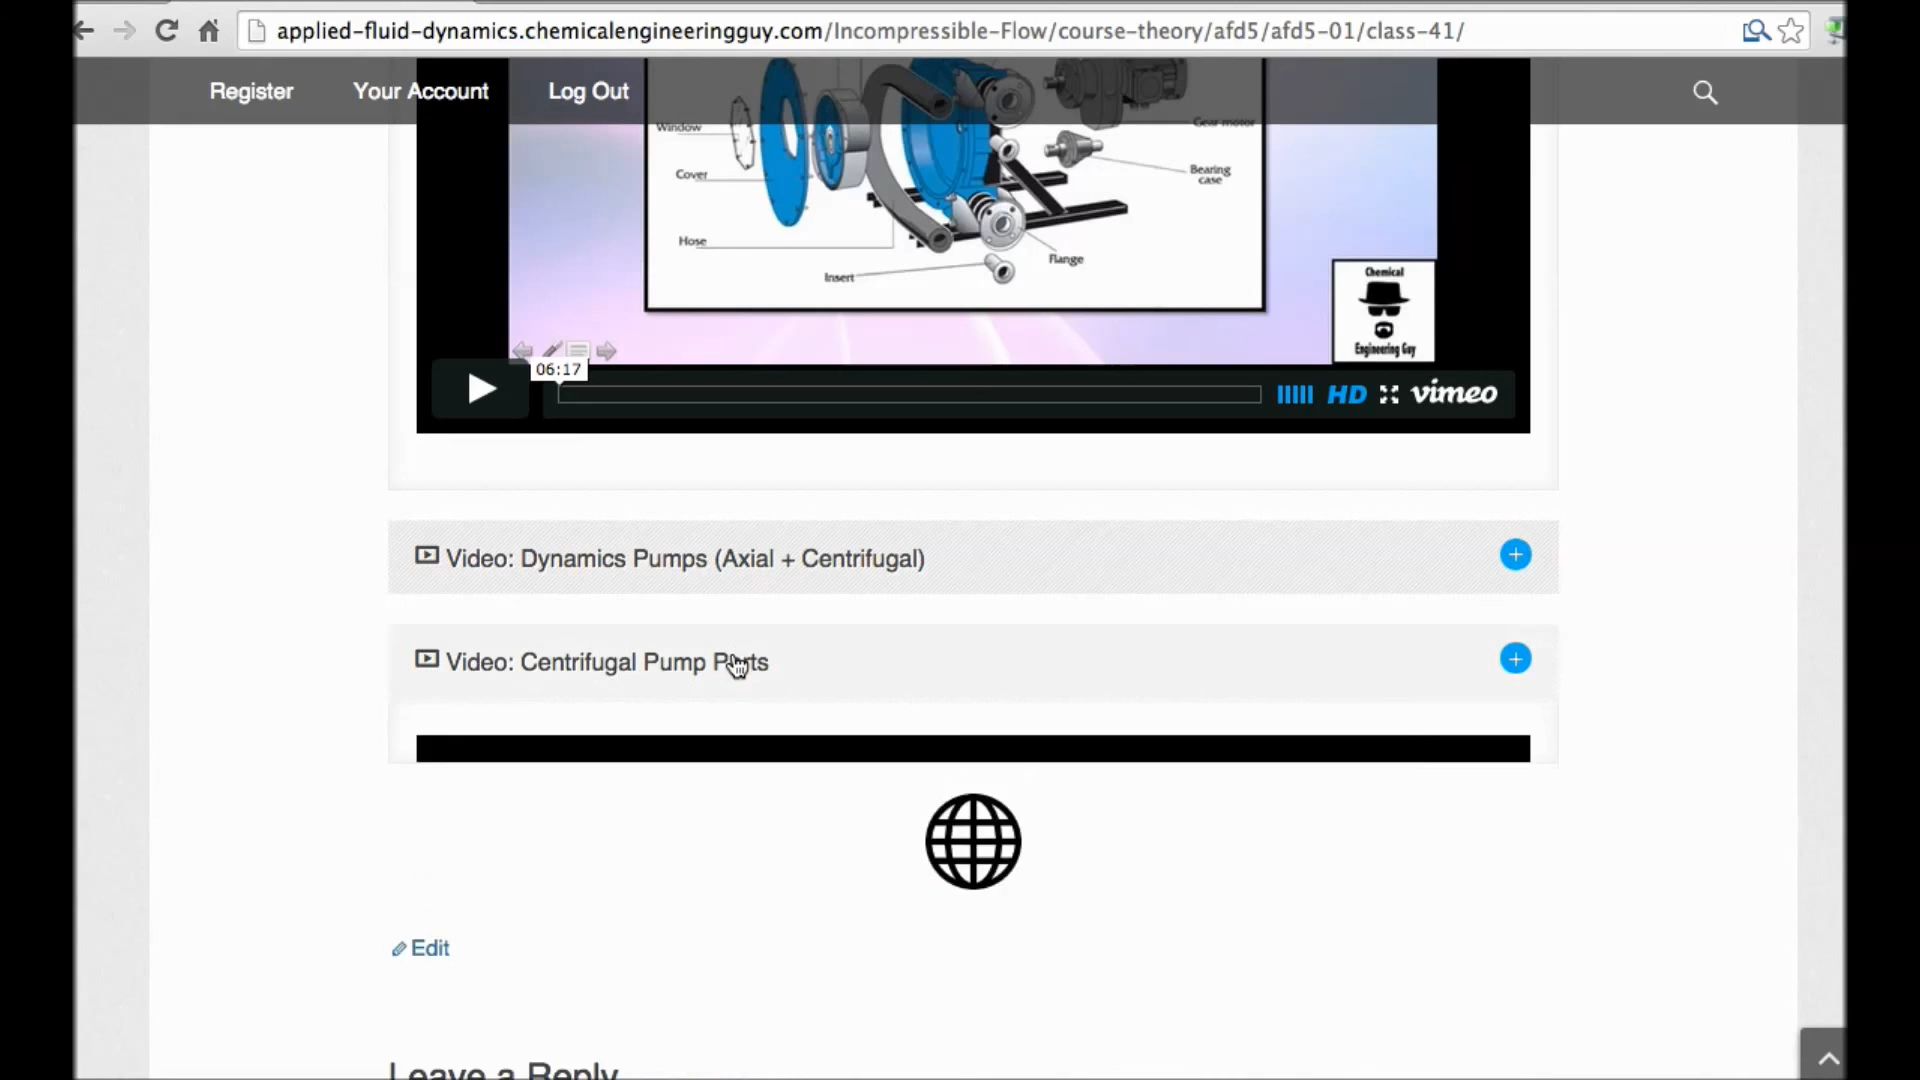 applied-fluid-dynamics.chemicalengineeringguy.com/Incompressible-Flow/course-theory/afd5/afd5-01/class-41/
Register Your Account Log Out
Window
Gear motor
Cover
Bearing
case
Hose
Flange
Insert
Chemical
Engineering Guy
06:17
HD vimeo
Video: Dynamics Pumps (Axial + Centrifugal)
Video: Centrifugal Pump Parts
Edit
Leave a Reply